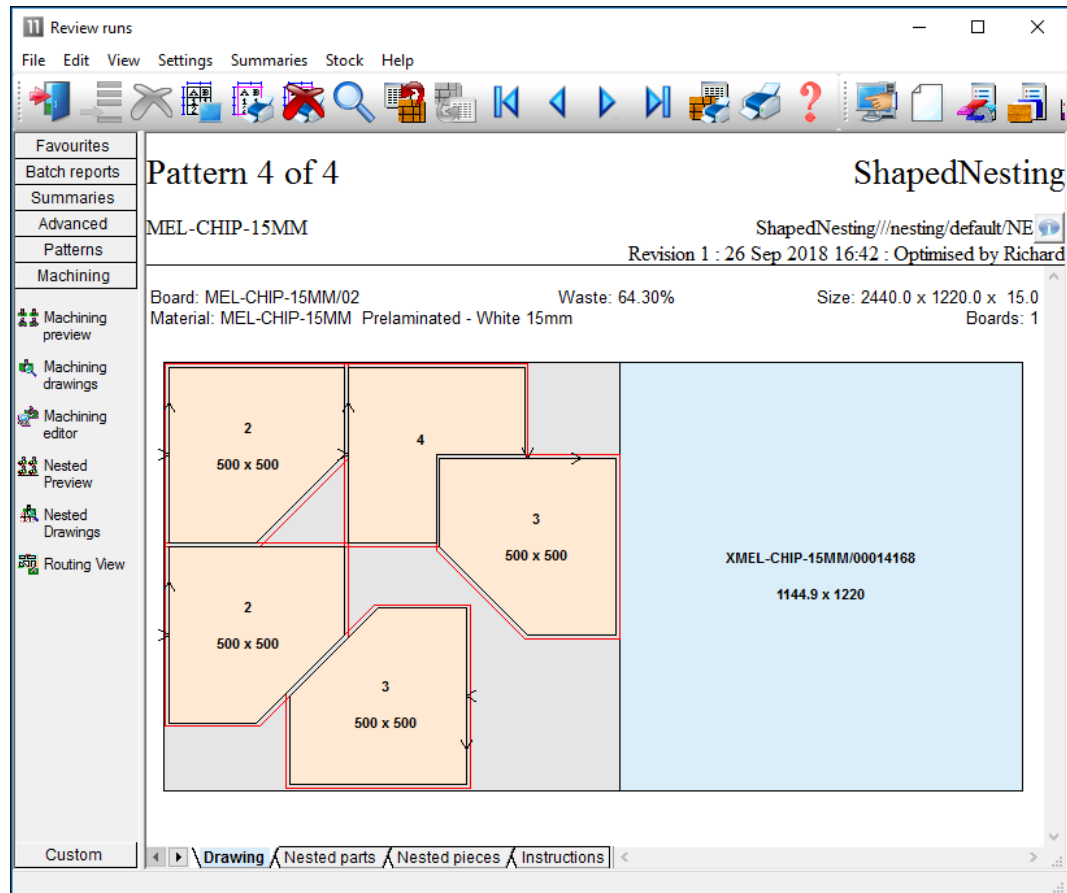 Review runs
File Edit View Settings Summaries Stock Help
Favourites
Batch reports
Summaries
Advanced
Patterns
Machining
Machining
preview
Machining
drawings
Machining
editor
Nested
Preview
Nested
Drawings
Routing View
Custom
Pattern 4 of 4 ShapedNesting
MEL-CHIP-15MM ShapedNesting///nesting/default/NE
Revision 1 : 26 Sep 2018 16:42 : Optimised by Richard
Board: MEL-CHIP-15MM/02 Waste: 64.30% Size: 2440.0 x 1220.0 x 15.0
Material: MEL-CHIP-15MM Prelaminated - White 15mm Boards: 1
2
500 x 500
4
3
500 x 500
2
500 x 500
3
500 x 500
XMEL-CHIP-15MM/00014168
1144.9 x 1220
Drawing Nested parts Nested pieces Instructions